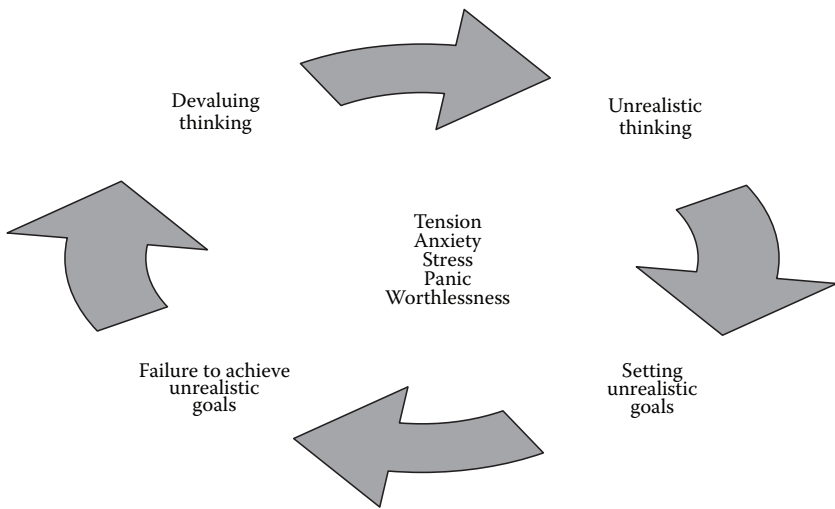 Devaluing
thinking
Unrealistic
thinking
Tension
Anxiety
Stress
Panic
Worthlessness
Failure to achieve
unrealistic
goals
Setting
unrealistic
goals